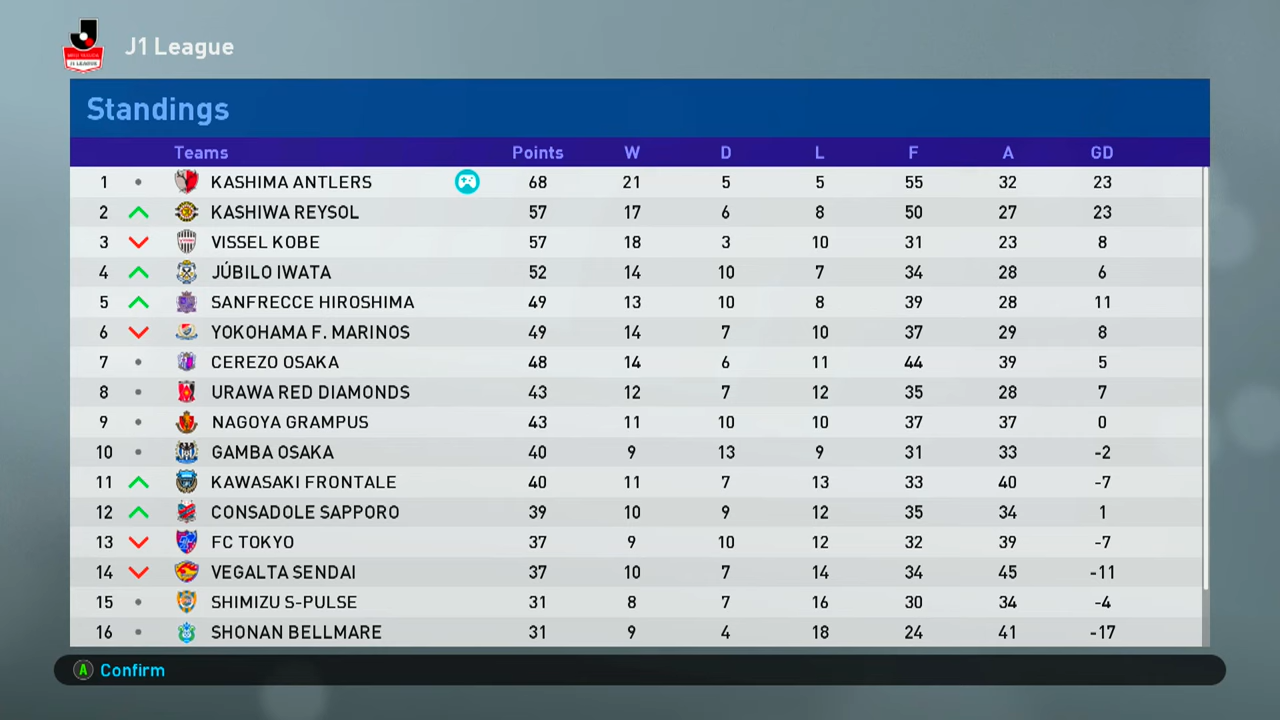 J1 League
Standings
Teams Points W D L F A GD
1 KASHIMA ANTLERS 68 21 5 5 55 32 23
2 KASHIWA REYSOL 57 17 6 8 50 27 23
3 VISSEL KOBE 57 18 3 10 31 23 8
4 JÚBILO IWATA 52 14 10 7 34 28 6
5 SANFRECCE HIROSHIMA 49 13 10 8 39 28 11
6 YOKOHAMA F. MARINOS 49 14 7 10 37 29 8
7 CEREZO OSAKA 48 14 6 11 44 39 5
8 URAWA RED DIAMONDS 43 12 7 12 35 28 7
9 NAGOYA GRAMPUS 43 11 10 10 37 37 0
10 GAMBA OSAKA 40 9 13 9 31 33 -2
11 KAWASAKI FRONTALE 40 11 7 13 33 40 -7
12 CONSADOLE SAPPORO 39 10 9 12 35 34 1
13 FC TOKYO 37 9 10 12 32 39 -7
14 VEGALTA SENDAI 37 10 7 14 34 45 -11
15 SHIMIZU S-PULSE 31 8 7 16 30 34 -4
16 SHONAN BELLMARE 31 9 4 18 24 41 -17
A Confirm